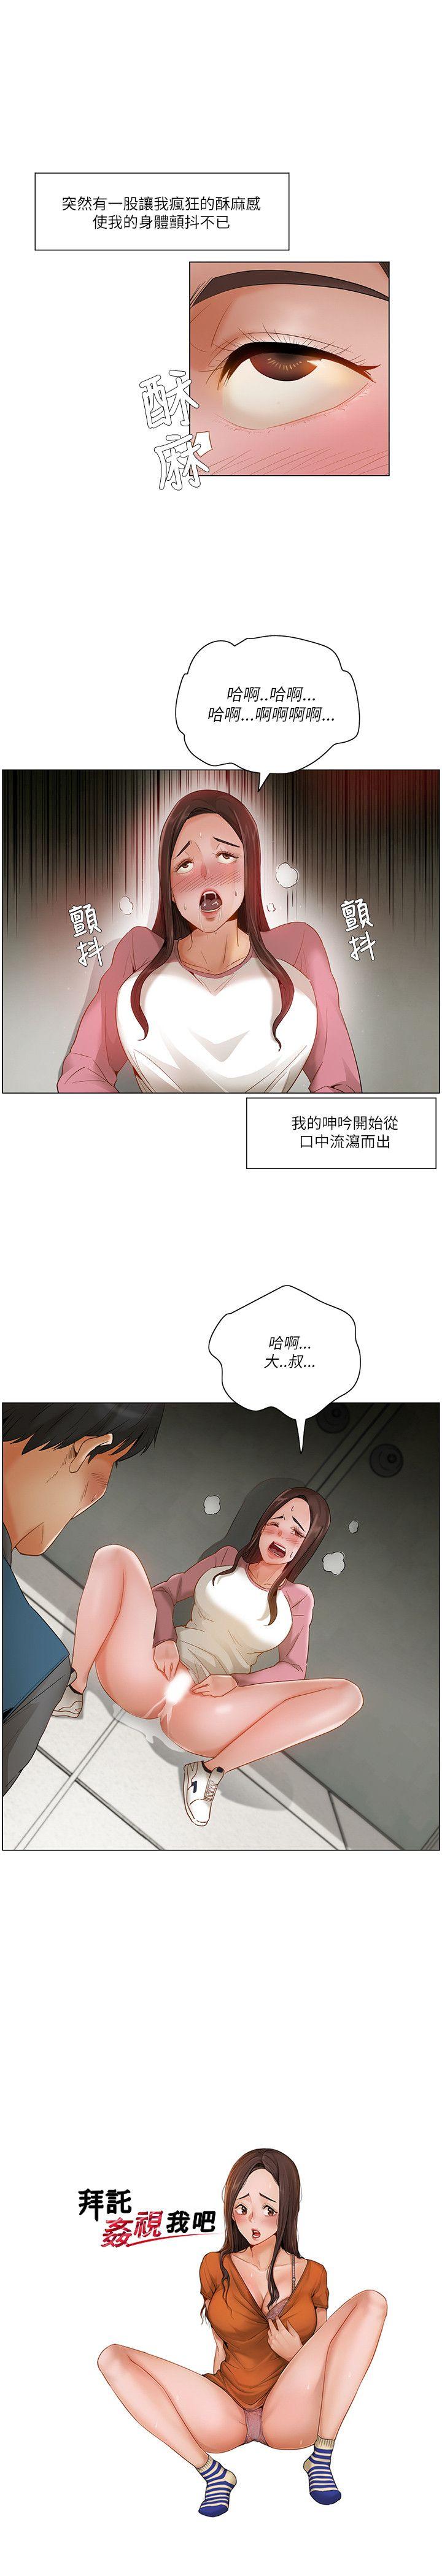 突然有一股讓我瘋狂的酥麻感
使我的身體顫抖不已
酥
麻
哈啊..哈啊...
哈啊...啊啊啊啊...
顫
抖
顫
抖
我的呻吟開始從
口中流瀉而出
哈啊...
大..叔...
拜託
姦視我吧